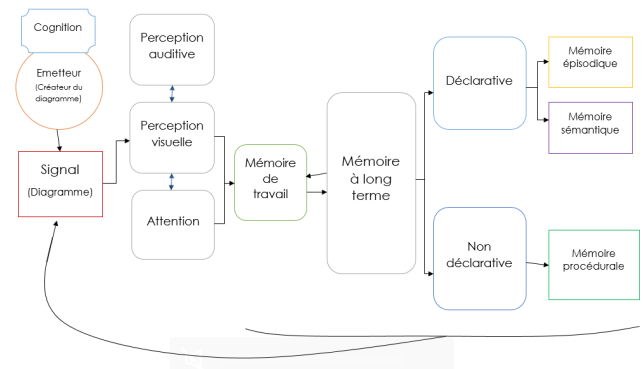 Cognition
Emetteur
(Créateur du
diagramme)
Signal
(Diagramme)
Perception
auditive
Perception
visuelle
Attention
Mémoire
de
travail
Mémoire
à long
terme
Déclarative
Non
déclarative
Mémoire
épisodique
Mémoire
sémantique
Mémoire
procédurale